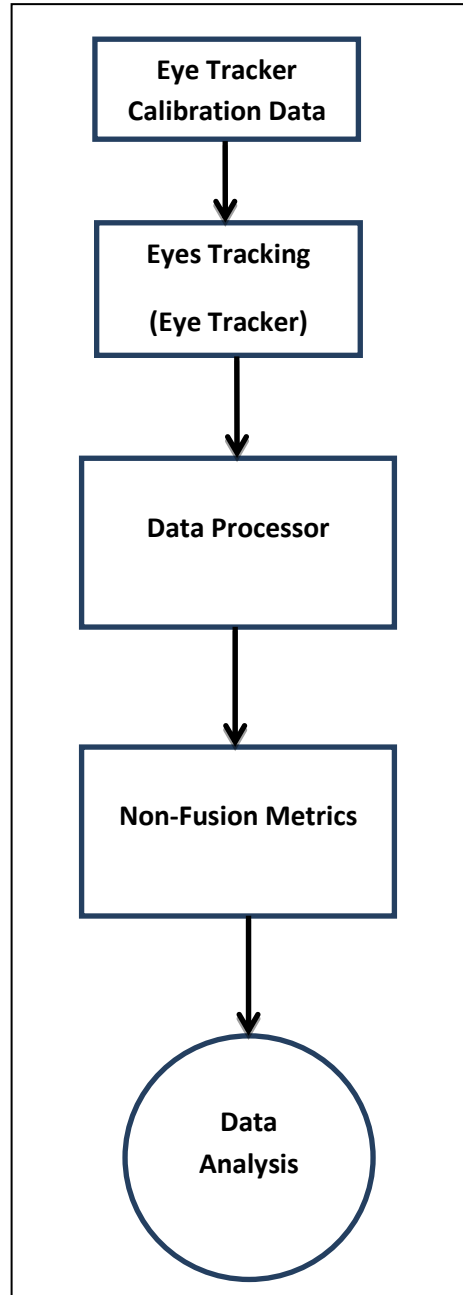 Eye Tracker
Calibration Data
Eyes Tracking
(Eye Tracker)
Data Processor
Non-Fusion Metrics
Data
Analysis